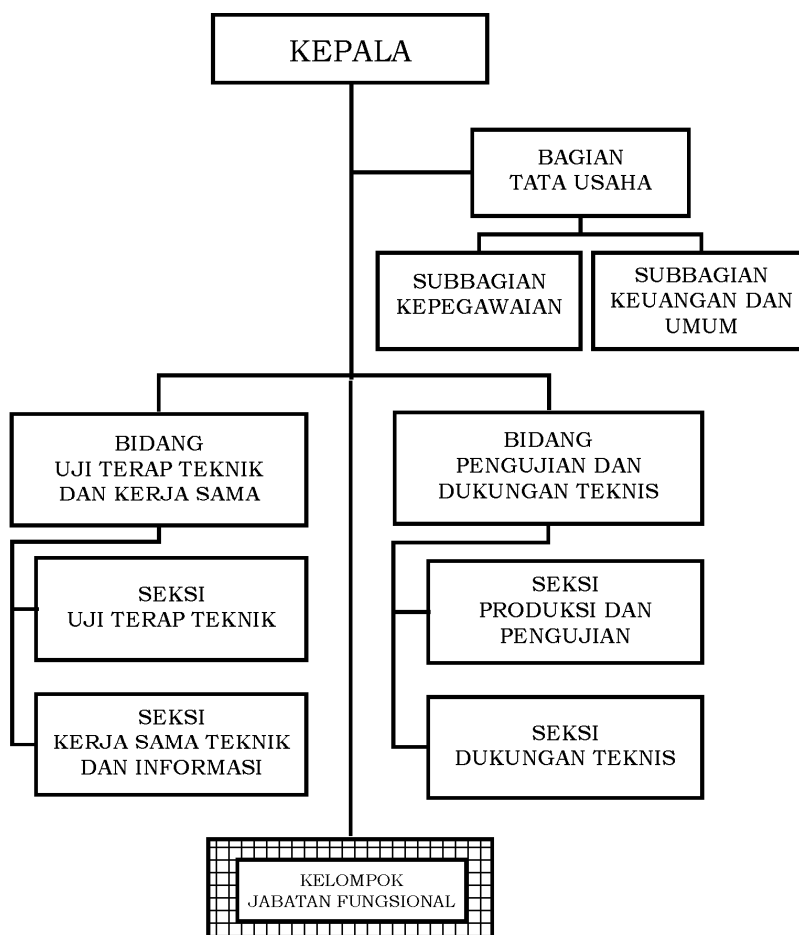 KEPALA
BAGIAN
TATA USAHA
SUBBAGIAN
KEPEGAWAIAN
SUBBAGIAN
KEUANGAN DAN
UMUM
BIDANG
UJI TERAP TEKNIK
DAN KERJA SAMA
BIDANG
PENGUJIAN DAN
DUKUNGAN TEKNIS
SEKSI
UJI TERAP TEKNIK
SEKSI
PRODUKSI DAN
PENGUJIAN
SEKSI
KERJA SAMA TEKNIK
DAN INFORMASI
SEKSI
DUKUNGAN TEKNIS
KELOMPOK
JABATAN FUNGSIONAL